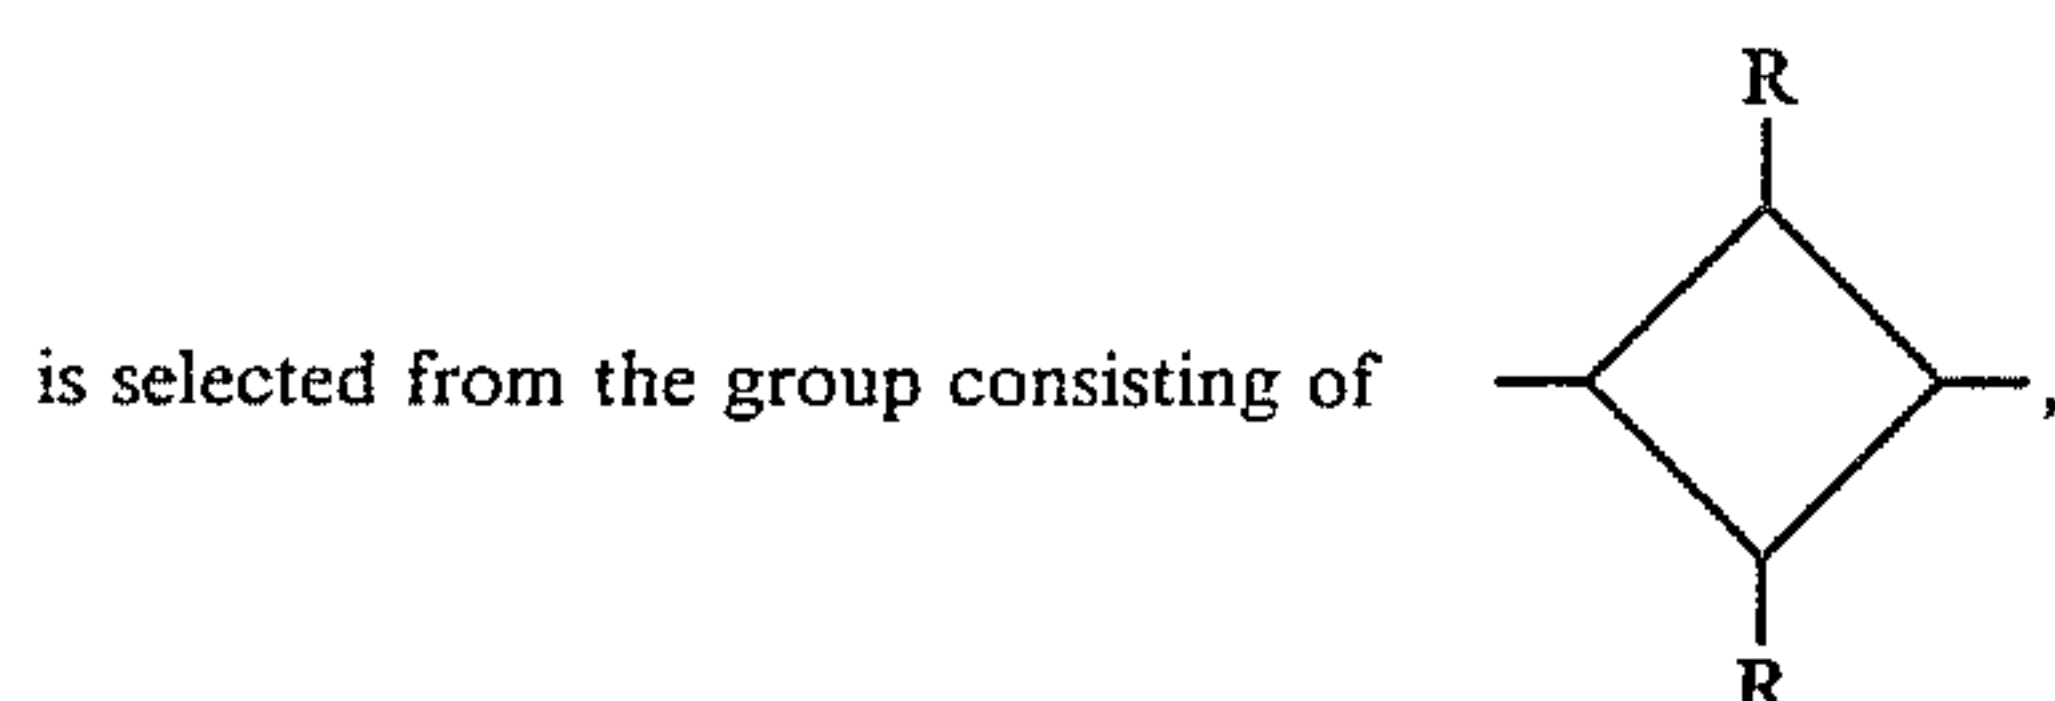 R
is selected from the group consisting of ,
R